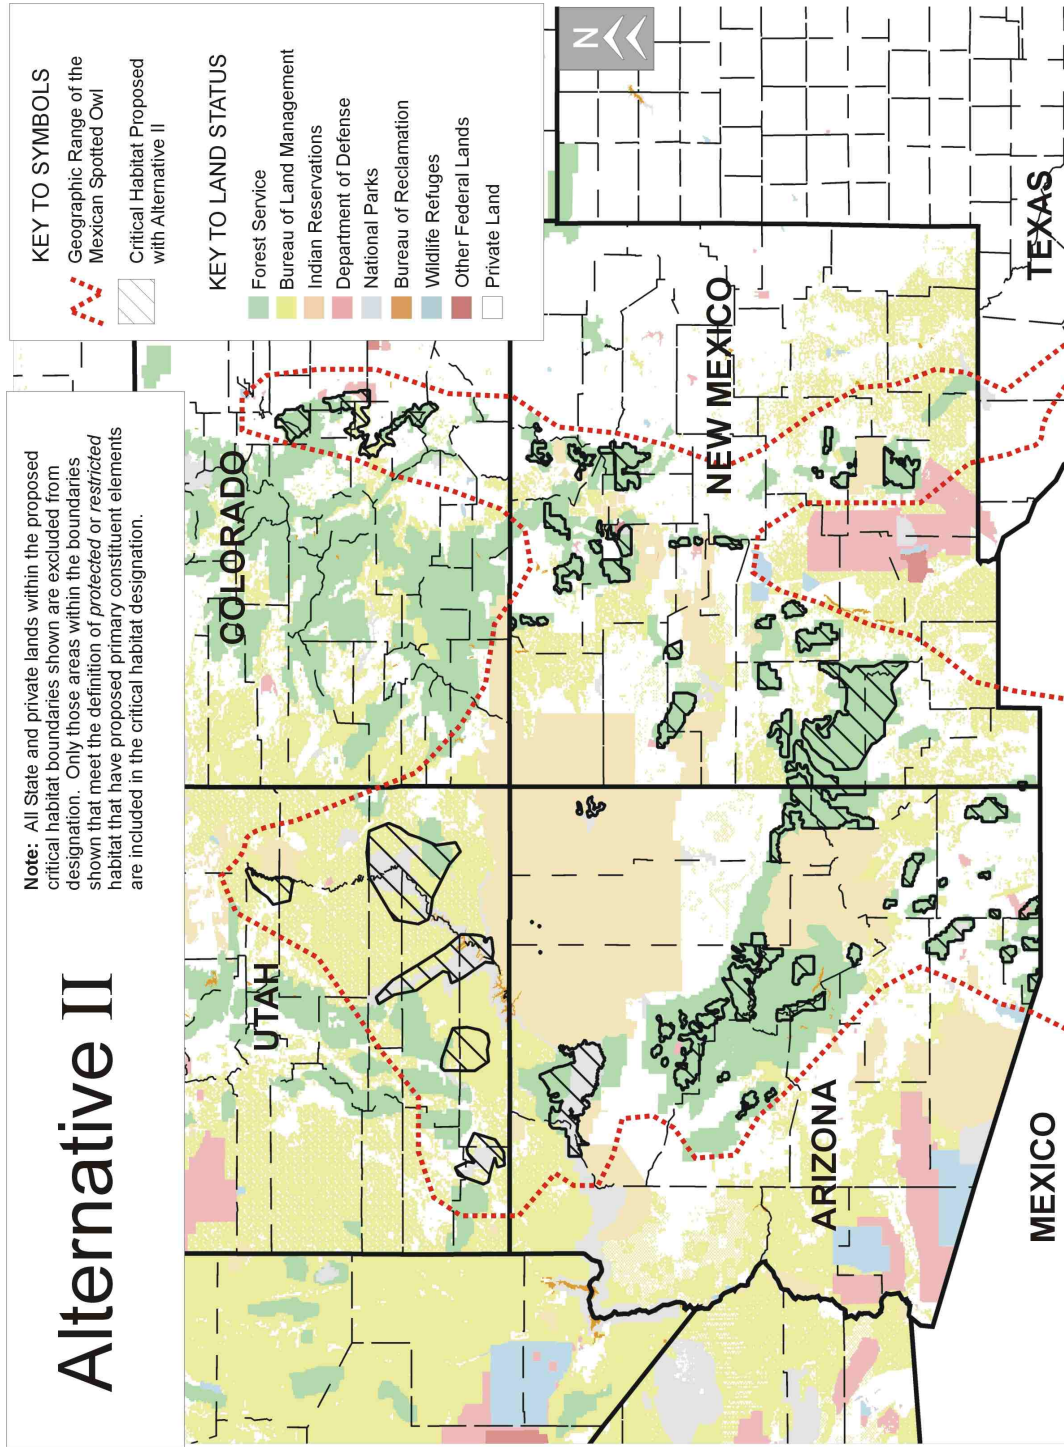 Alternative II
Note: All State and private lands within the proposed
critical habitat boundaries shown are excluded from
designation. Only those areas within the boundaries
shown that meet the definition of protected or restricted
habitat that have proposed primary constituent elements
are included in the critical habitat designation.
KEY TO SYMBOLS
Geographic Range of the
Mexican Spotted Owl
Critical Habitat Proposed
with Alternative II
KEY TO LAND STATUS
Forest Service
Bureau of Land Management
Indian Reservations
Department of Defense
National Parks
Bureau of Reclamation
Wildlife Refuges
Other Federal Lands
Private Land
N
UTAH
COLORADO
ARIZONA
NEW MEXICO
MEXICO
TEXAS